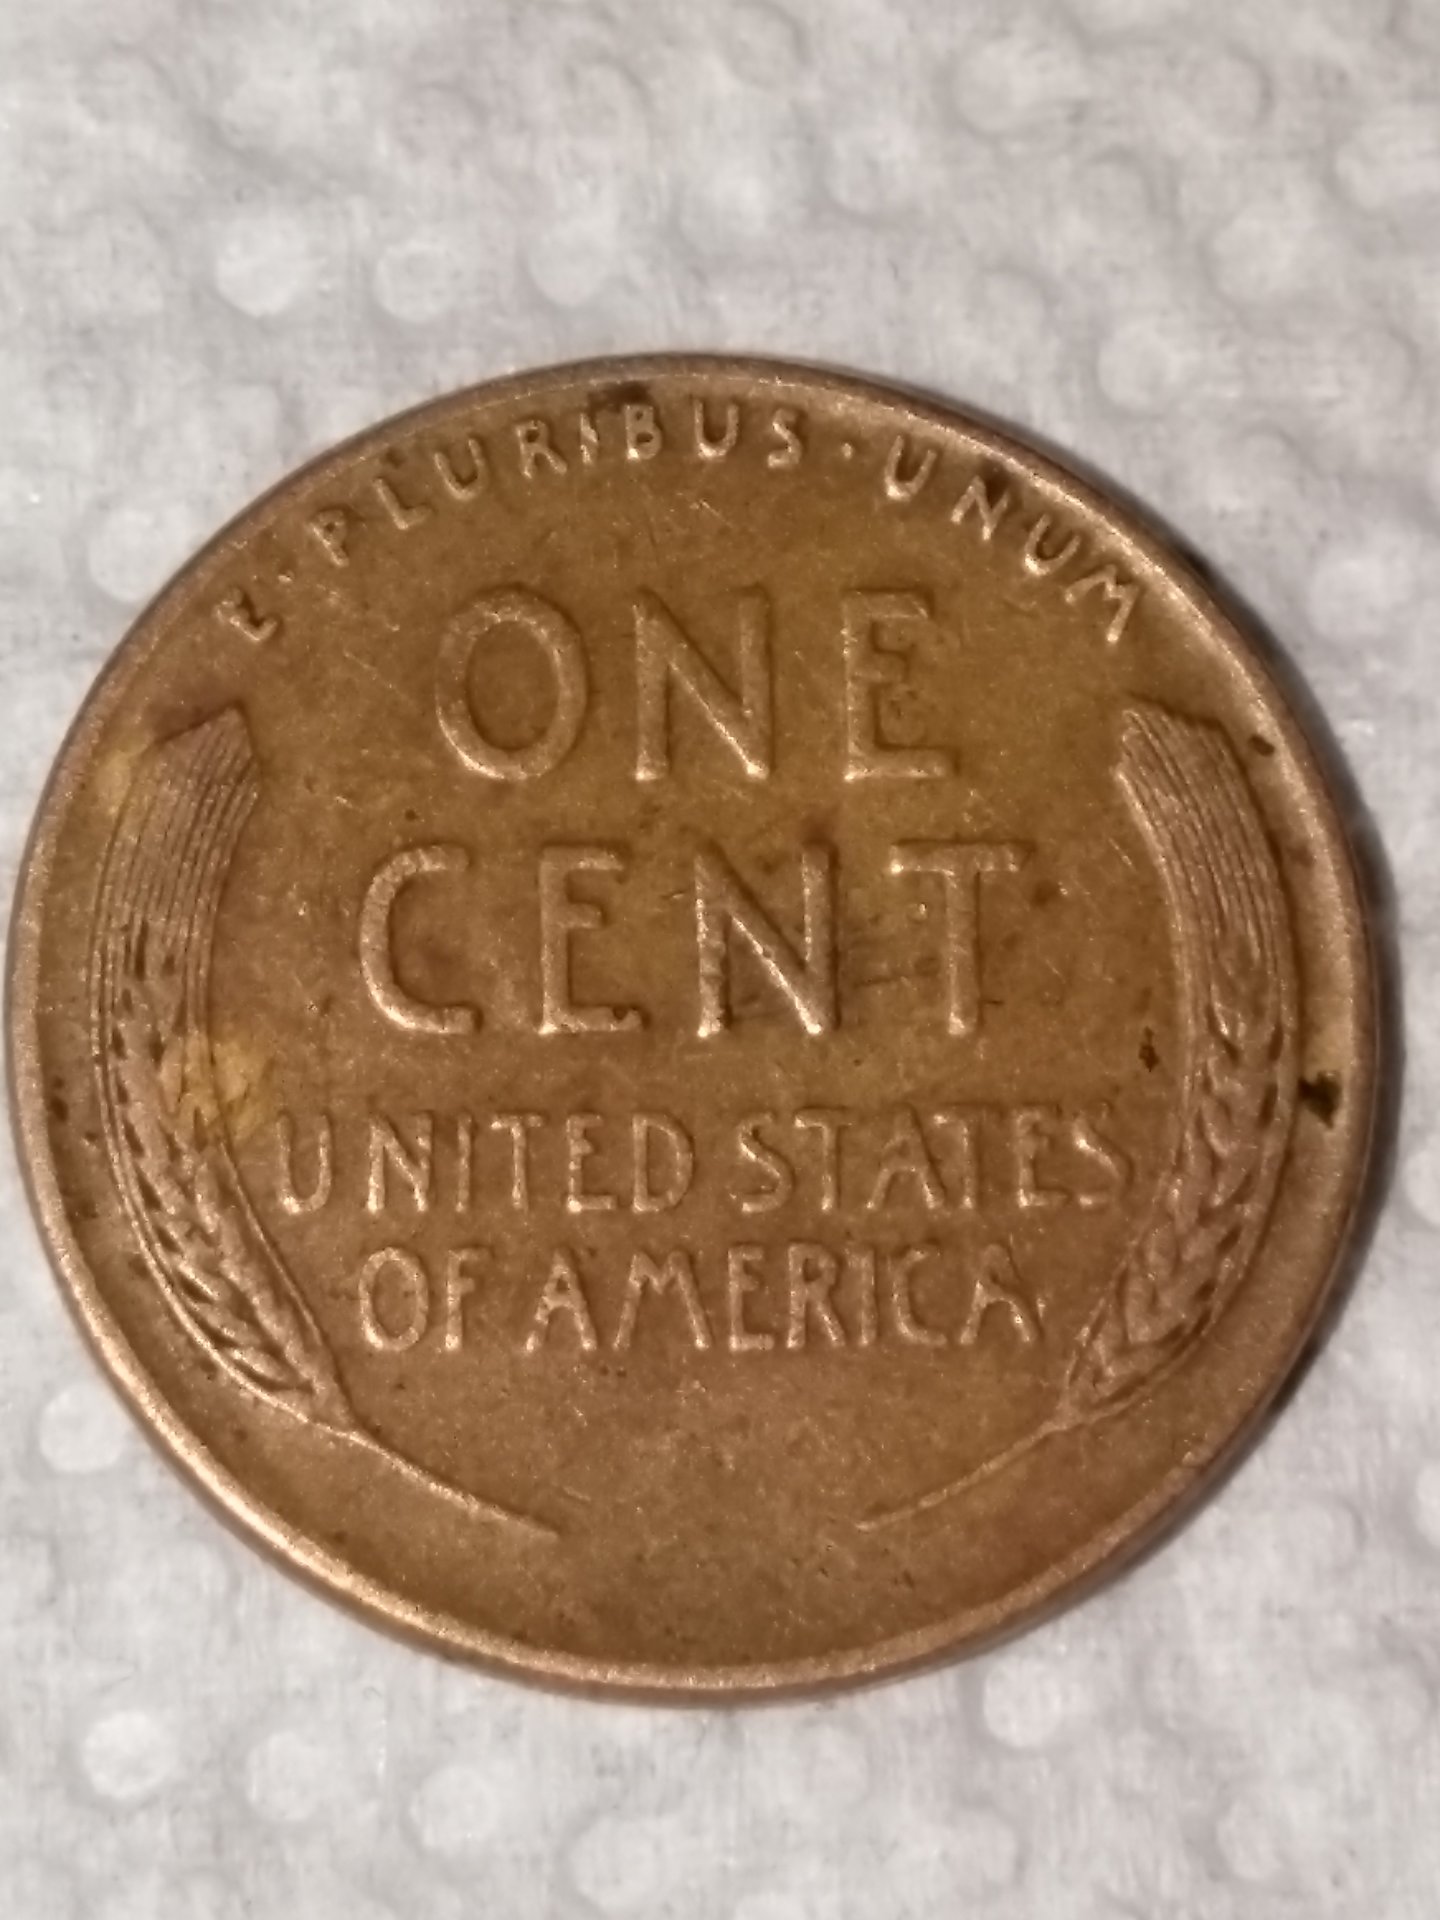 E·PLURIBUS·UNUM
ONE
CENT
UNITED STATES
OF AMERICA